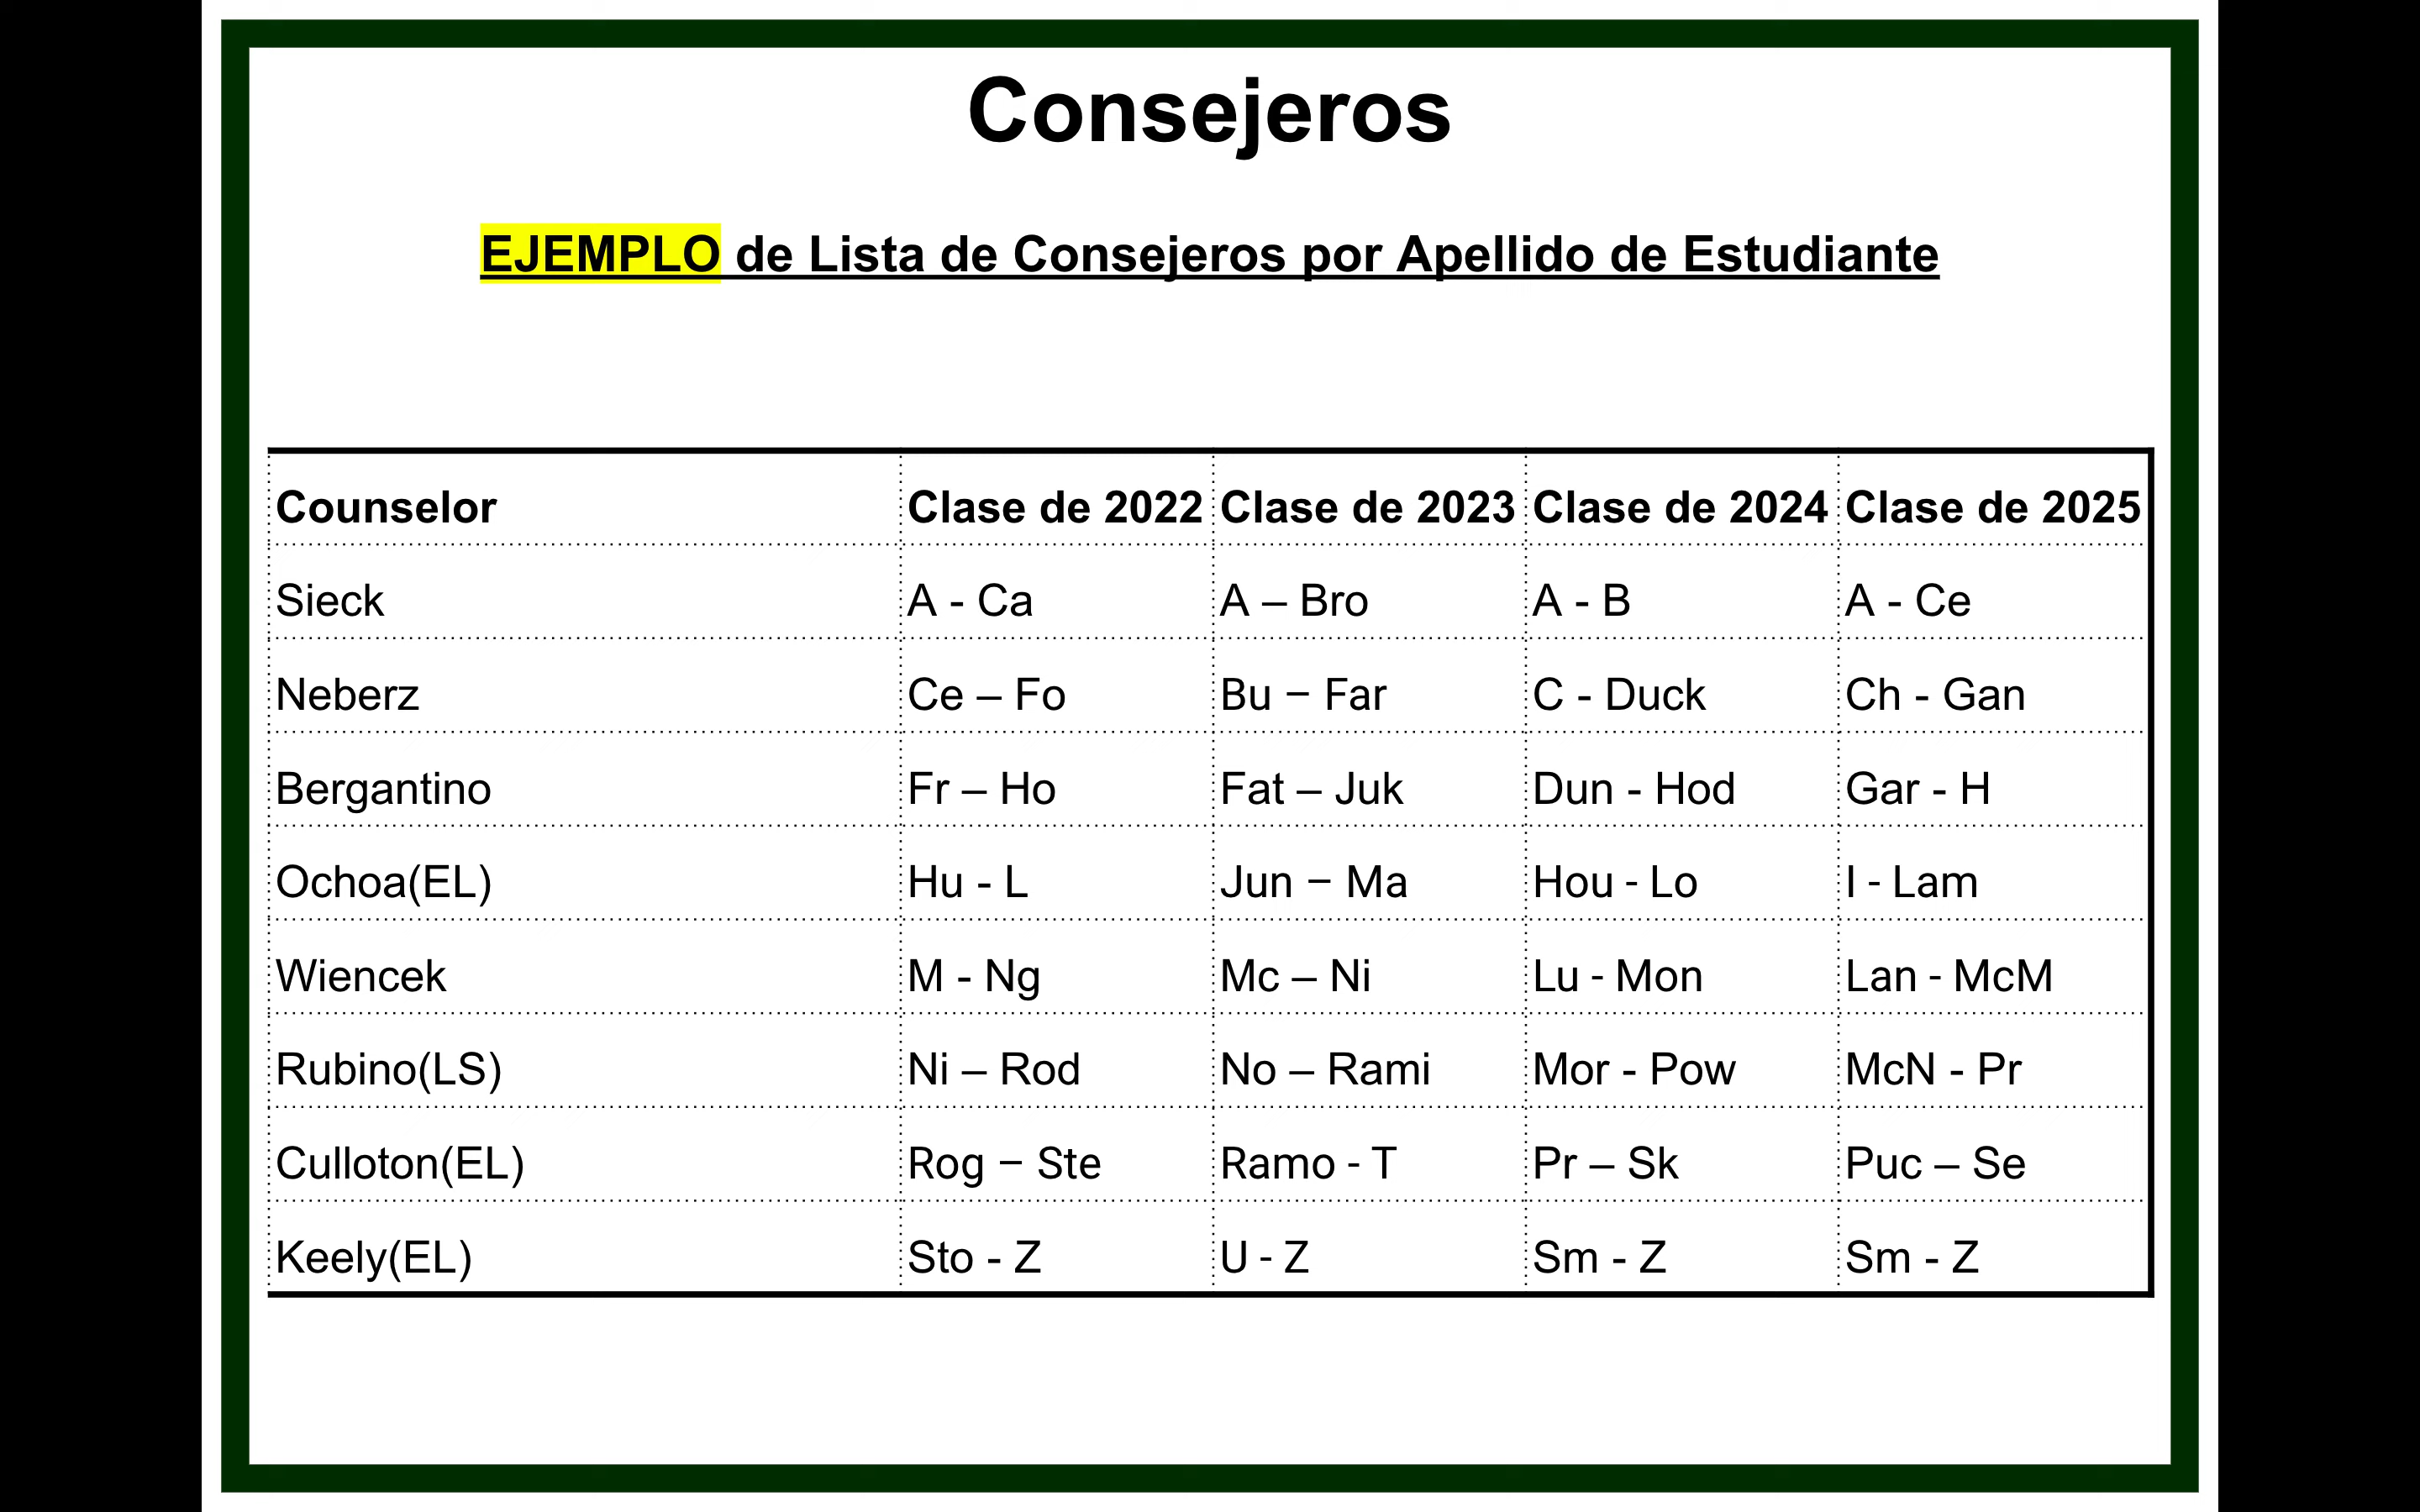 Consejeros
EJEMPLO de Lista de Consejeros por Apellido de Estudiante
Counselor Clase de 2022 Clase de 2023 Clase de 2024 Clase de 2025
Sieck A - Ca A – Bro A - B A - Ce
Neberz Ce – Fo Bu – Far C - Duck Ch - Gan
Bergantino Fr – Ho Fat – Juk Dun - Hod Gar - H
Ochoa(EL) Hu - L Jun – Ma Hou - Lo I - Lam
Wiencek M - Ng Mc – Ni Lu - Mon Lan - McM
Rubino(LS) Ni – Rod No – Rami Mor - Pow McN - Pr
Culloton(EL) Rog – Ste Ramo - T Pr – Sk Puc – Se
Keely(EL) Sto - Z U - Z Sm - Z Sm - Z